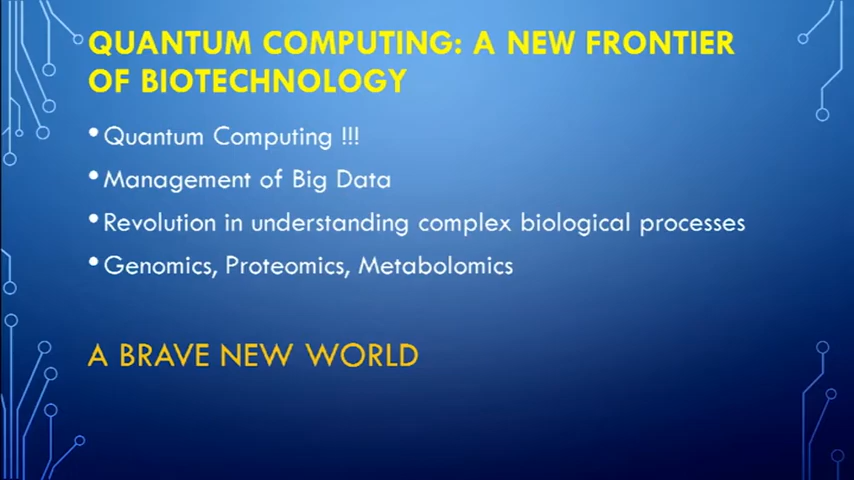 QUANTUM COMPUTING: A NEW FRONTIER
OF BIOTECHNOLOGY
•Quantum Computing !!!
•Management of Big Data
•Revolution in understanding complex biological processes
•Genomics, Proteomics, Metabolomics
A BRAVE NEW WORLD